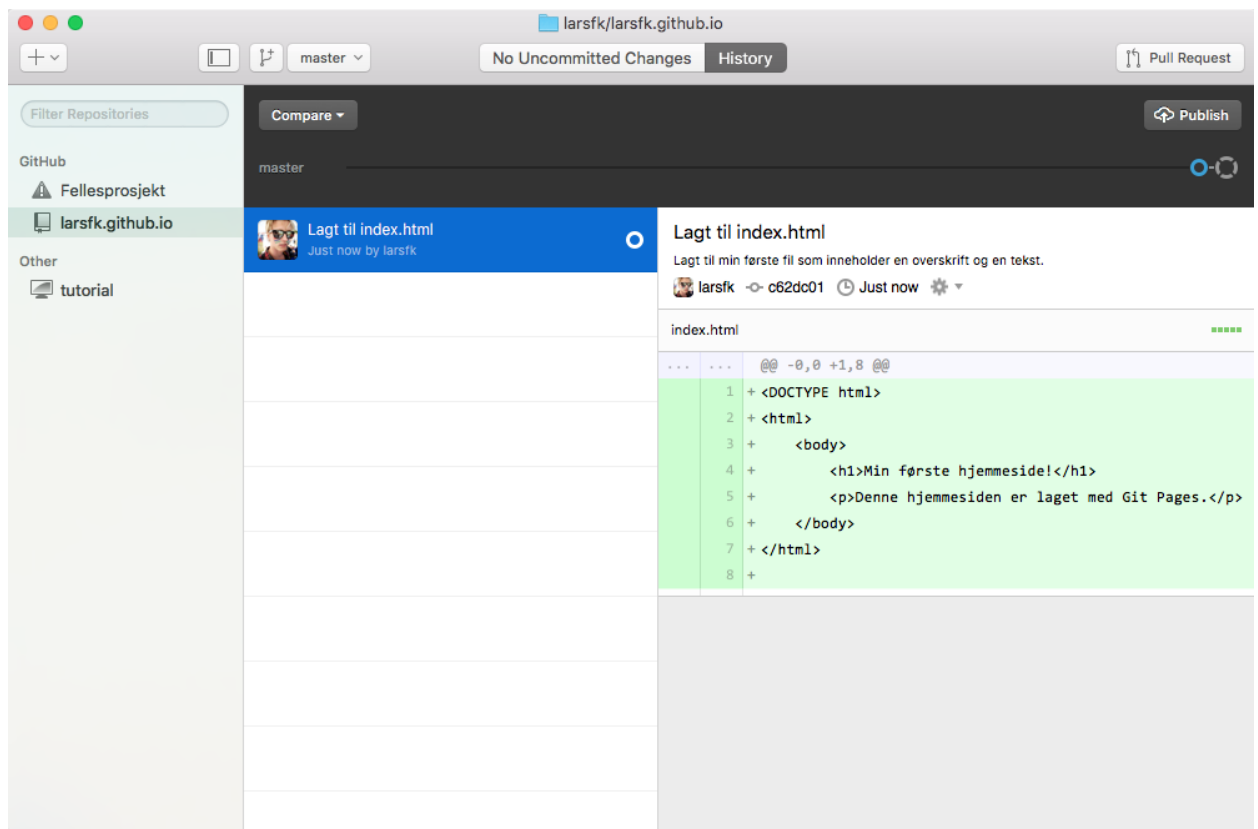 larsfk/larsfk.github.io
master
No Uncommitted Changes
History
Pull Request
Filter Repositories
GitHub
Fellesprosjekt
larsfk.github.io
Other
tutorial
Compare
Publish
master
Lagt til index.html
Just now by larsfk
Lagt til index.html
Lagt til min første fil som inneholder en overskrift og en tekst.
larsfk c62dc01 Just now
index.html
... ... @@ -0,0 +1,8 @@
1 + <DOCTYPE html>
2 + <html>
3 +     <body>
4 +         <h1>Min første hjemmeside!</h1>
5 +         <p>Denne hjemmesiden er laget med Git Pages.</p>
6 +     </body>
7 + </html>
8 +